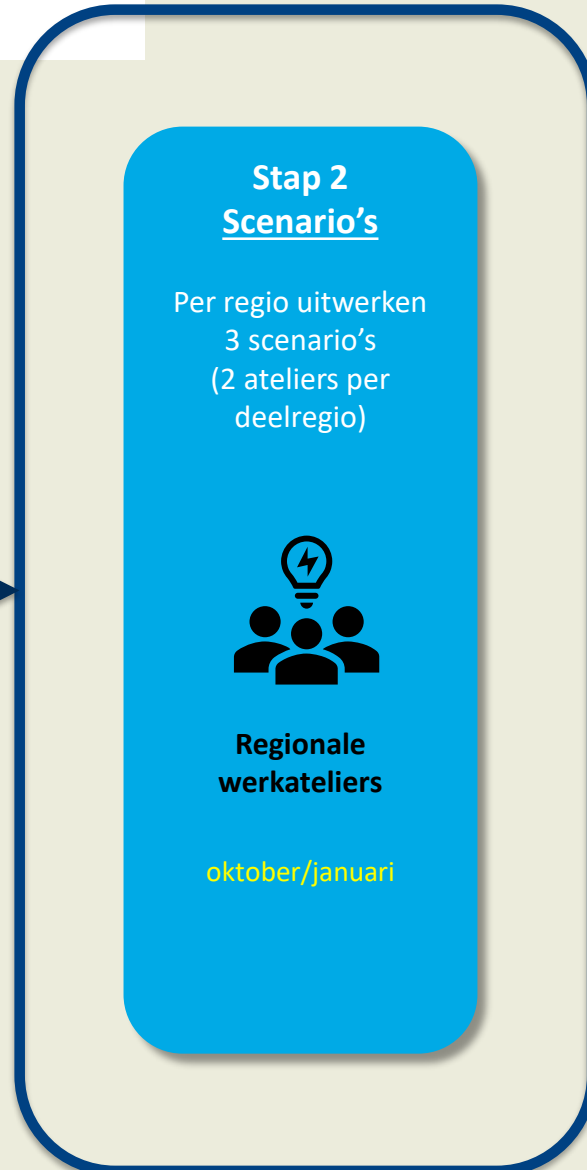 Stap 2
Scenario’s
Per regio uitwerken
3 scenario’s
(2 ateliers per
deelregio)
Regionale
werkateliers
oktober/januari